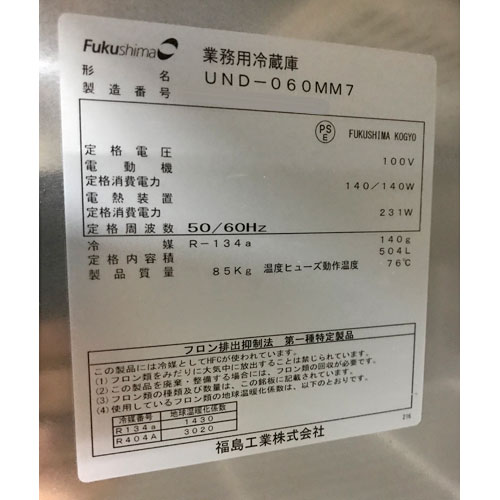 Fukushima
業務用冷蔵庫
形名 UND-060MM7
製造番号
PSE FUKUSHIMA KOGYO
定格電圧 100V
電動機
定格消費電力 140/140W
電熱装置
定格消費電力 231W
定格周波数 50/60Hz
冷媒 R-134a 140g
定格内容積 504L
製品質量 85Kg 温度ヒューズ動作温度 76℃
フロン排出抑制法 第一種特定製品
この製品には冷媒としてHFCが使われています。
(1)フロン類をみだりに大気中に放出することは禁じられています。
(2)この製品を廃棄・整備する場合には、フロン類の回収が必要です。
(3)フロン類の種類及び数量は、この銘板に記載されています。
(4)使用しているフロン類の地球温暖化係数は、以下のとおりです。
冷媒番号 地球温暖化係数
R134a 1430
R404A 3020
福島工業株式会社